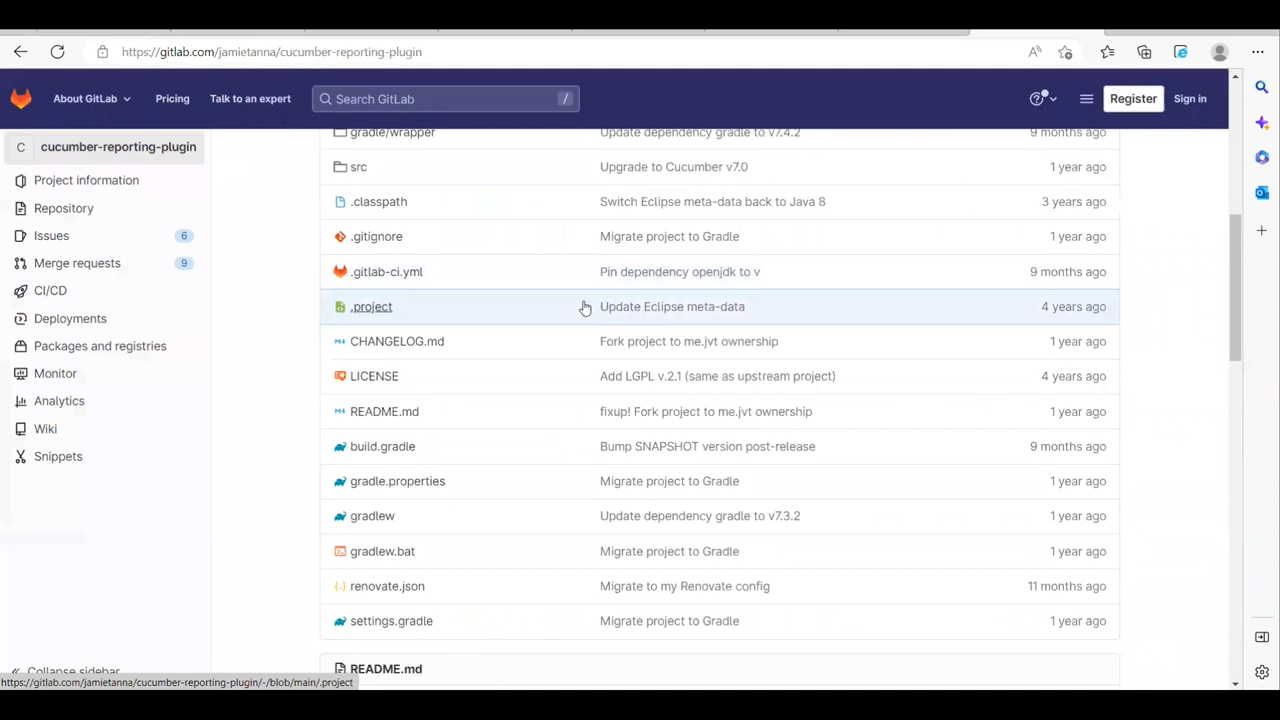 https://gitlab.com/jamietanna/cucumber-reporting-plugin
About GitLab Pricing Talk to an expert Search GitLab / Register Sign in
C cucumber-reporting-plugin
Project information
Repository
Issues 6
Merge requests 9
CI/CD
Deployments
Packages and registries
Monitor
Analytics
Wiki
Snippets
Collapse sidebar
gradle/wrapper Update dependency gradle to v7.4.2 9 months ago
src Upgrade to Cucumber v7.0 1 year ago
.classpath Switch Eclipse meta-data back to Java 8 3 years ago
.gitignore Migrate project to Gradle 1 year ago
.gitlab-ci.yml Pin dependency openjdk to v 9 months ago
.project Update Eclipse meta-data 4 years ago
CHANGELOG.md Fork project to me.jvt ownership 1 year ago
LICENSE Add LGPL v.2.1 (same as upstream project) 4 years ago
README.md fixup! Fork project to me.jvt ownership 1 year ago
build.gradle Bump SNAPSHOT version post-release 9 months ago
gradle.properties Migrate project to Gradle 1 year ago
gradlew Update dependency gradle to v7.3.2 1 year ago
gradlew.bat Migrate project to Gradle 1 year ago
renovate.json Migrate to my Renovate config 11 months ago
settings.gradle Migrate project to Gradle 1 year ago
README.md
https://gitlab.com/jamietanna/cucumber-reporting-plugin/-/blob/main/.project